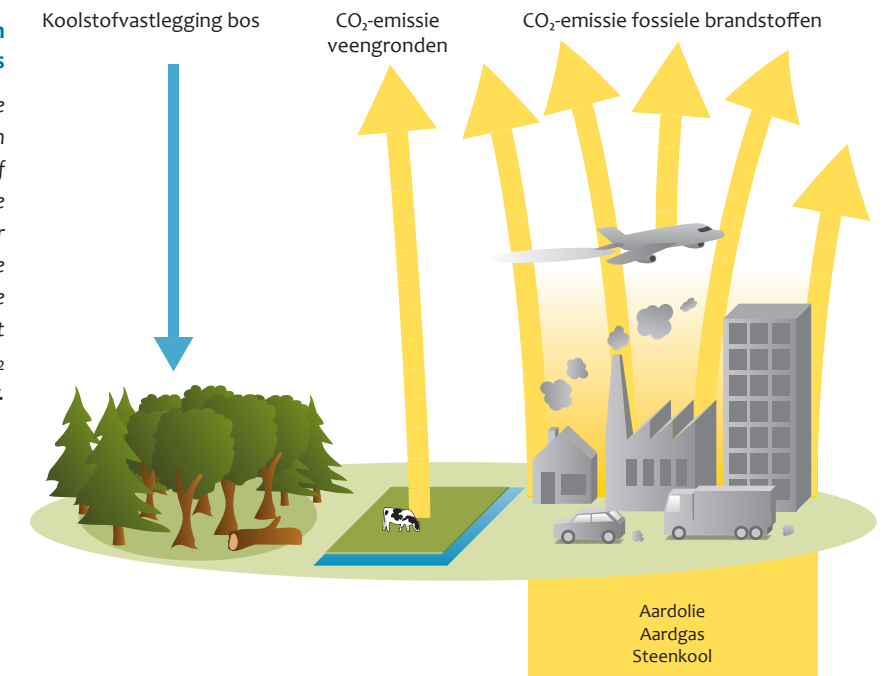 Koolstofvastlegging bos
CO₂-emissie
veengronden
CO₂-emissie fossiele brandstoffen
Aardolie
Aardgas
Steenkool